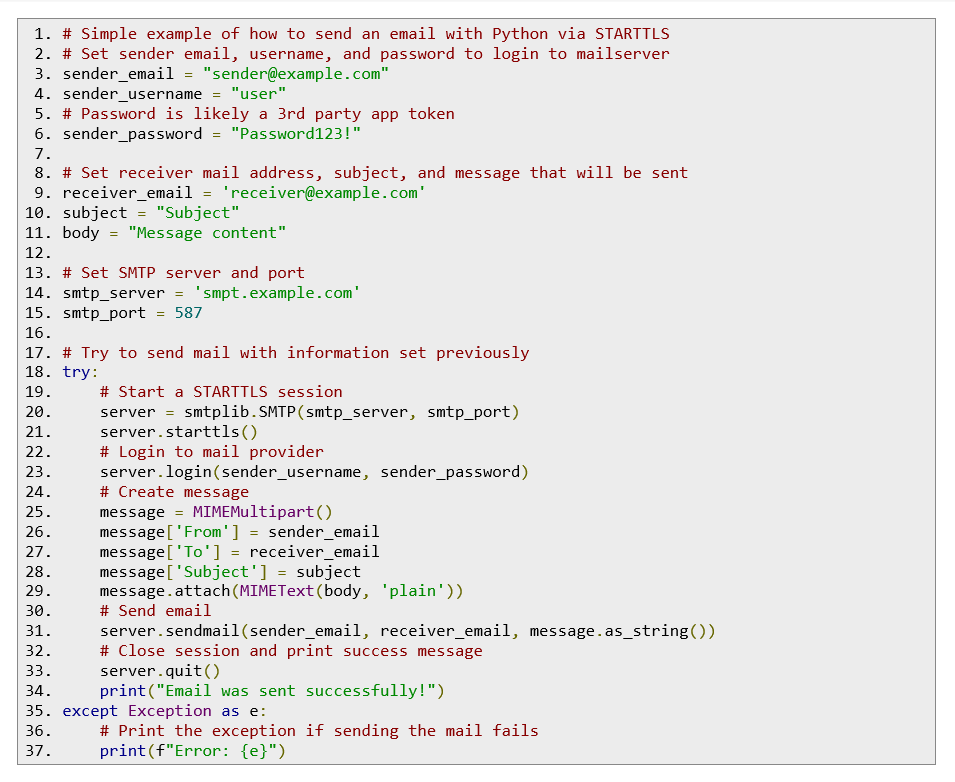 1. # Simple example of how to send an email with Python via STARTTLS
2. # Set sender email, username, and password to login to mailserver
3. sender_email = "sender@example.com"
4. sender_username = "user"
5. # Password is likely a 3rd party app token
6. sender_password = "Password123!"
7.
8. # Set receiver mail address, subject, and message that will be sent
9. receiver_email = 'receiver@example.com'
10. subject = "Subject"
11. body = "Message content"
12.
13. # Set SMTP server and port
14. smtp_server = 'smpt.example.com'
15. smtp_port = 587
16.
17. # Try to send mail with information set previously
18. try:
19.     # Start a STARTTLS session
20.     server = smtplib.SMTP(smtp_server, smtp_port)
21.     server.starttls()
22.     # Login to mail provider
23.     server.login(sender_username, sender_password)
24.     # Create message
25.     message = MIMEMultipart()
26.     message['From'] = sender_email
27.     message['To'] = receiver_email
28.     message['Subject'] = subject
29.     message.attach(MIMEText(body, 'plain'))
30.     # Send email
31.     server.sendmail(sender_email, receiver_email, message.as_string())
32.     # Close session and print success message
33.     server.quit()
34.     print("Email was sent successfully!")
35. except Exception as e:
36.     # Print the exception if sending the mail fails
37.     print(f"Error: {e}")